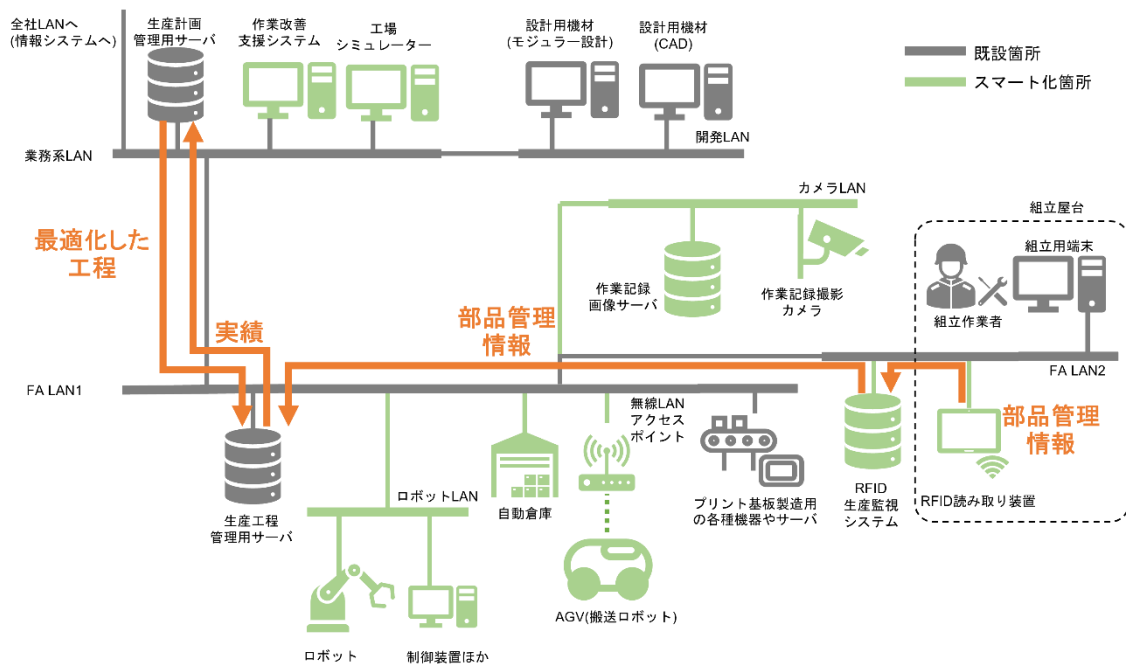 全社LANへ
(情報システムへ)
生産計画
管理用サーバ
作業改善
支援システム
工場
シミュレーター
設計用機材
(モジュラー設計)
設計用機材
(CAD)
既設箇所
スマート化箇所
業務系LAN
開発LAN
カメラLAN
組立屋台
組立用端末
最適化した
工程
作業記録
画像サーバ
作業記録撮影
カメラ
組立作業者
実績
部品管理
情報
FA LAN1
FA LAN2
無線LAN
アクセス
ポイント
部品管理
情報
生産工程
管理用サーバ
ロボットLAN
自動倉庫
プリント基板製造用
の各種機器やサーバ
RFID
生産監視
システム
RFID読み取り装置
AGV(搬送ロボット)
ロボット
制御装置ほか